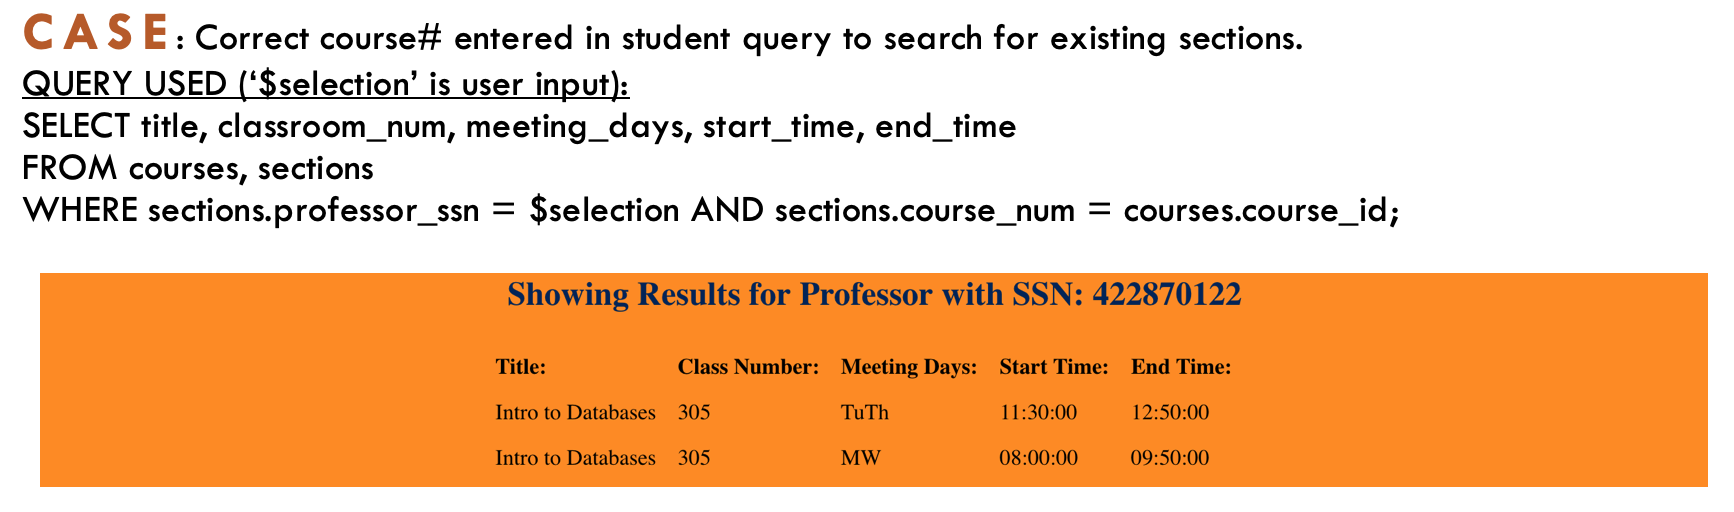 CASE: Correct course# entered in student query to search for existing sections.
QUERY USED (‘$selection’ is user input):
SELECT title, classroom_num, meeting_days, start_time, end_time
FROM courses, sections
WHERE sections.professor_ssn = $selection AND sections.course_num = courses.course_id;
Showing Results for Professor with SSN: 422870122
Title: Class Number: Meeting Days: Start Time: End Time:
Intro to Databases 305 TuTh 11:30:00 12:50:00
Intro to Databases 305 MW 08:00:00 09:50:00